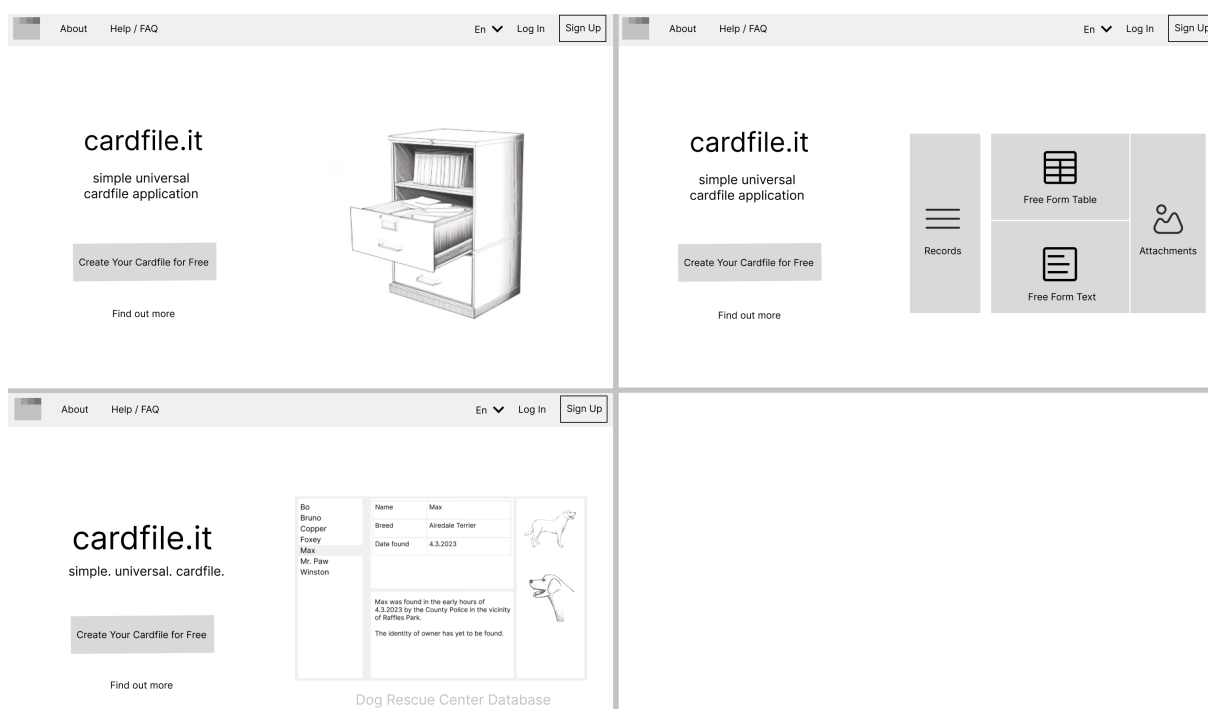 About Help / FAQ En Log In Sign Up
cardfile.it
simple universal
cardfile application
Create Your Cardfile for Free
Find out more
About Help / FAQ En Log In Sign Up
cardfile.it
simple universal
cardfile application
Create Your Cardfile for Free
Find out more
Records
Free Form Table
Free Form Text
Attachments
About Help / FAQ En Log In Sign Up
cardfile.it
simple. universal. cardfile.
Create Your Cardfile for Free
Find out more
Bo
Bruno
Copper
Foxey
Max
Mr. Paw
Winston
Name Max
Breed Airedale Terrier
Date found 4.3.2023
Max was found in the early hours of
4.3.2023 by the County Police in the vicinity
of Raffles Park.
The identity of owner has yet to be found.
Dog Rescue Center Database